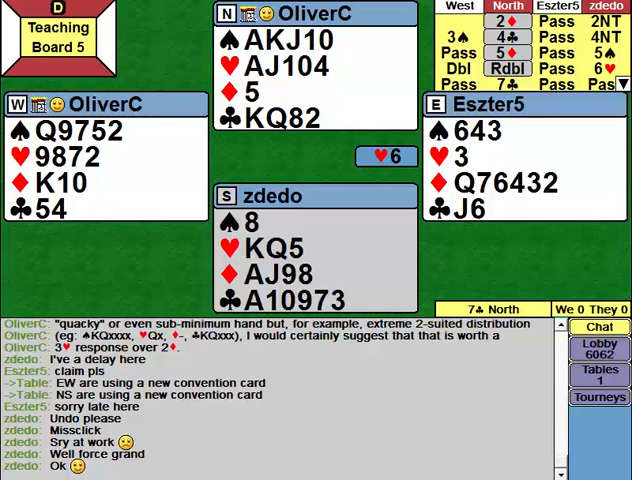 D
Teaching
Board 5
N OliverC
♠AKJ10
♥AJ104
♦5
♣KQ82
West North Eszter5 zdedo
2♦ Pass 2NT
3♠ 4♣ Pass 4NT
Pass 5♦ Pass 5♠
Dbl Rdbl Pass 6♥
Pass 7♣ Pass Pas
W OliverC
♠Q9752
♥9872
♦K10
♣54
♥6
E Eszter5
♠643
♥3
♦Q76432
♣J6
S zdedo
♠8
♥KQ5
♦AJ98
♣A10973
7♣ North We 0 They 0
OliverC: "quacky" or even sub-minimum hand but, for example, extreme 2-suited distribution
OliverC: (eg: ♠KQxxxx, ♥Qx, ♦-, ♣KQxxx), I would certainly suggest that that is worth a
OliverC: 3♥ response over 2♦.
zdedo: I've a delay here
Eszter5: claim pls
->Table: EW are using a new convention card
->Table: NS are using a new convention card
Eszter5: sorry late here
zdedo: Undo please
zdedo: Missclick
zdedo: Sry at work
zdedo: Well force grand
zdedo: Ok
Chat
Lobby
6062
Tables
1
Tourneys